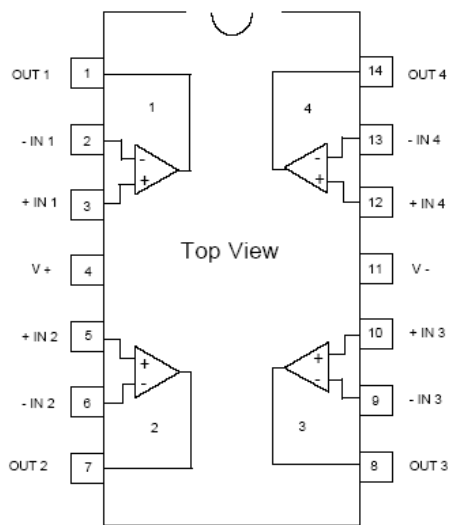 OUT 1 1 14 OUT 4
1 4
- IN 1 2 - - 13 - IN 4
+ IN 1 3 + + 12 + IN 4
Top View
V + 4 11 V -
+ IN 2 5 + + 10 + IN 3
- IN 2 6 - - 9 - IN 3
2 3
OUT 2 7 8 OUT 3